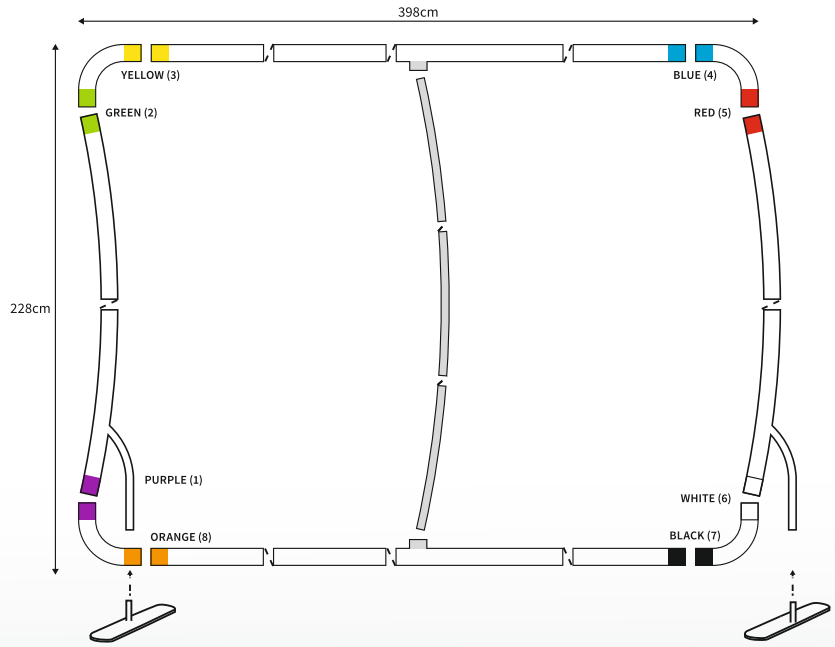 398cm
YELLOW (3)
BLUE (4)
GREEN (2)
RED (5)
228cm
PURPLE (1)
WHITE (6)
ORANGE (8)
BLACK (7)